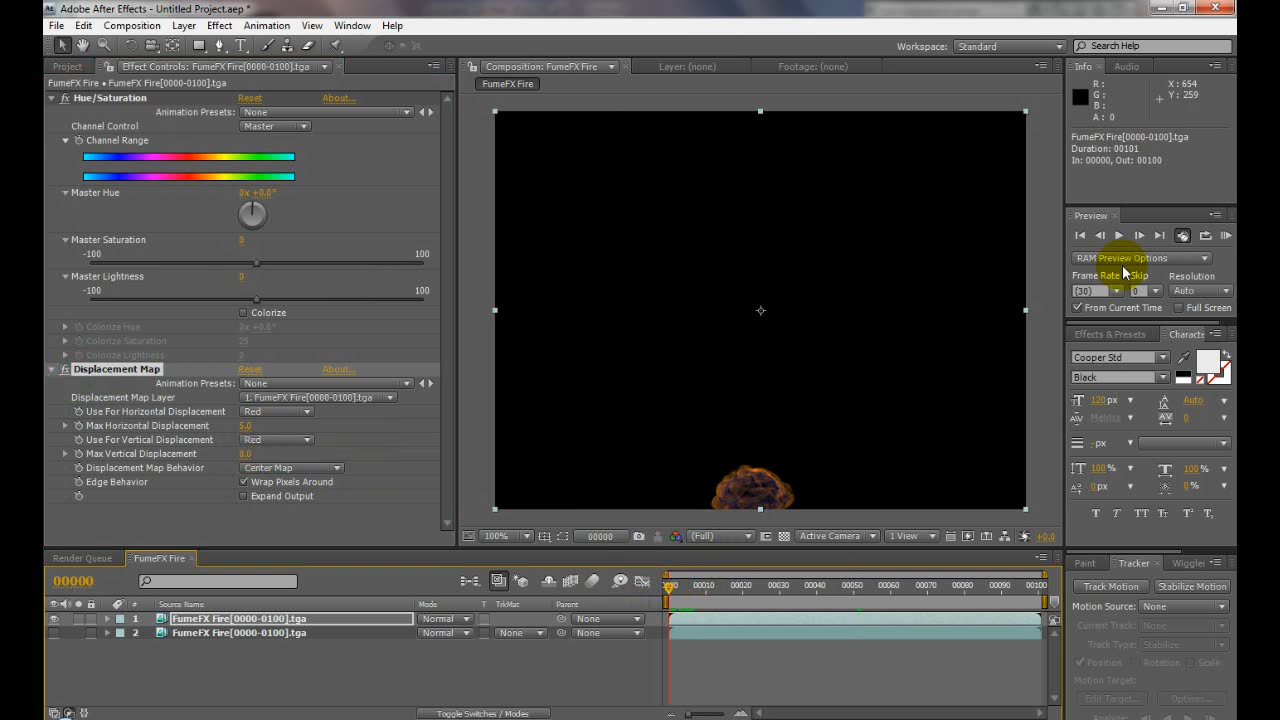 Adobe After Effects - Untitled Project.aep *
File Edit Composition Layer Effect Animation View Window Help
Workspace: Standard Search Help
Project Effect Controls: FumeFX Fire[0000-0100].tga
FumeFX Fire • FumeFX Fire[0000-0100].tga
Hue/Saturation Reset About...
Animation Presets: None
Channel Control Master
Channel Range
Master Hue 0x +0.0°
Master Saturation 0
-100 100
Master Lightness 0
-100 100
Colorize
Colorize Hue 0x +0.0°
Colorize Saturation 25
Colorize Lightness 0
Displacement Map Reset About...
Animation Presets: None
Displacement Map Layer 1. FumeFX Fire[0000-0100].tga
Use For Horizontal Displacement Red
Max Horizontal Displacement 5.0
Use For Vertical Displacement Red
Max Vertical Displacement 0.0
Displacement Map Behavior Center Map
Edge Behavior Wrap Pixels Around
Expand Output
Composition: FumeFX Fire Layer: (none) Footage: (none)
FumeFX Fire
100% 00000 (Full) Active Camera 1 View +0.0
Info Audio
R : X : 654
G : Y : 259
B :
A : 0
FumeFX Fire[0000-0100].tga
Duration: 00101
In: 00000, Out: 00100
Preview
RAM Preview Options
Frame Rate Skip Resolution
(30) 0 Auto
From Current Time Full Screen
Effects & Presets Characte
Cooper Std
Black
120 px Auto
Metrics 0
- px
100 % 100 %
0 px 0 %
T T TT Tt T¹ T₁
Render Queue FumeFX Fire
00000
00010 00020 00030 00040 00050 00060 00070 00080 00090 00100
# Source Name Mode T TrkMat Parent
1 FumeFX Fire[0000-0100].tga Normal None
2 FumeFX Fire[0000-0100].tga Normal None None
Toggle Switches / Modes
Paint Tracker Wiggler
Track Motion Stabilize Motion
Motion Source: None
Current Track: None
Track Type: Stabilize
Position Rotation Scale
Motion Target:
Edit Target... Options...
Analyze: